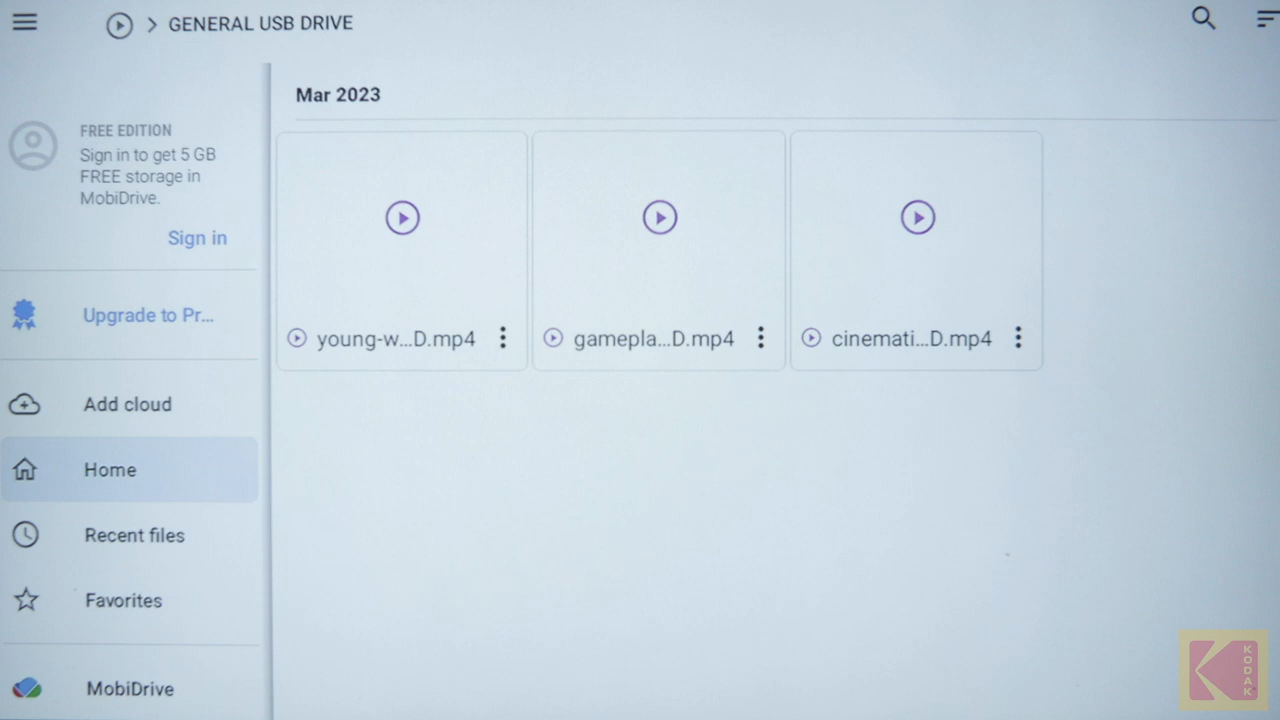 GENERAL USB DRIVE
Mar 2023
FREE EDITION
Sign in to get 5 GB
FREE storage in
MobiDrive.
Sign in
Upgrade to Pr...
Add cloud
Home
Recent files
Favorites
MobiDrive
young-w...D.mp4
gamepla...D.mp4
cinemati...D.mp4
KODAK